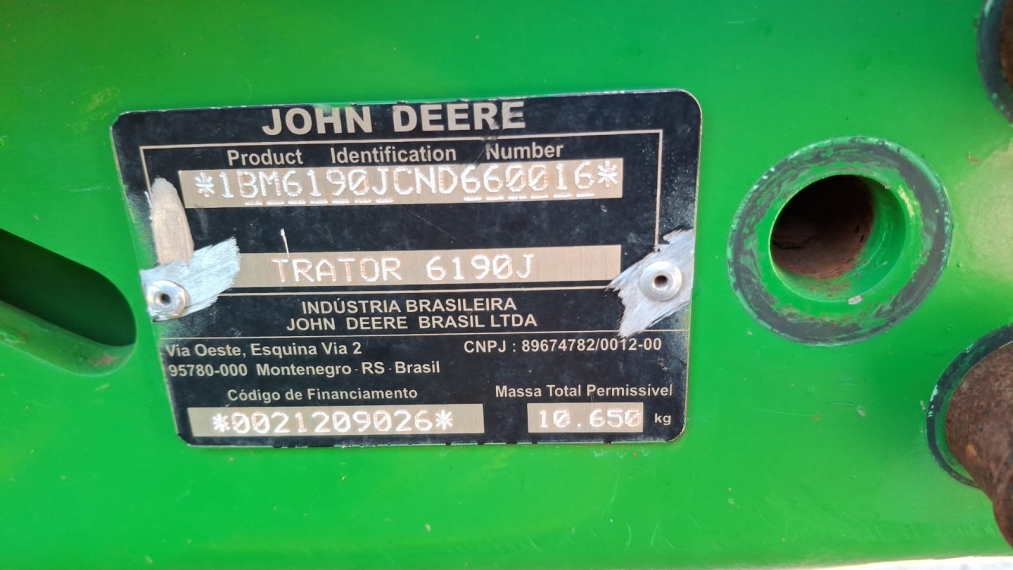 JOHN DEERE
Product Identification Number
*1BM6190JCND660016*
TRATOR 6190J
INDÚSTRIA BRASILEIRA
JOHN DEERE BRASIL LTDA
Via Oeste, Esquina Via 2 CNPJ : 89674782/0012-00
95780-000 Montenegro - RS - Brasil
Código de Financiamento Massa Total Permissível
*0021209026* 10.650 kg